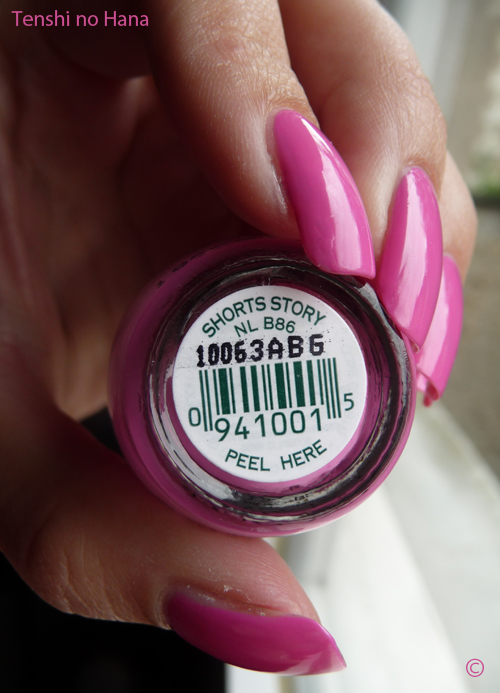 Tenshi no Hana
SHORTS STORY
NL B86
10063ABG
0 941001 5
PEEL HERE
©